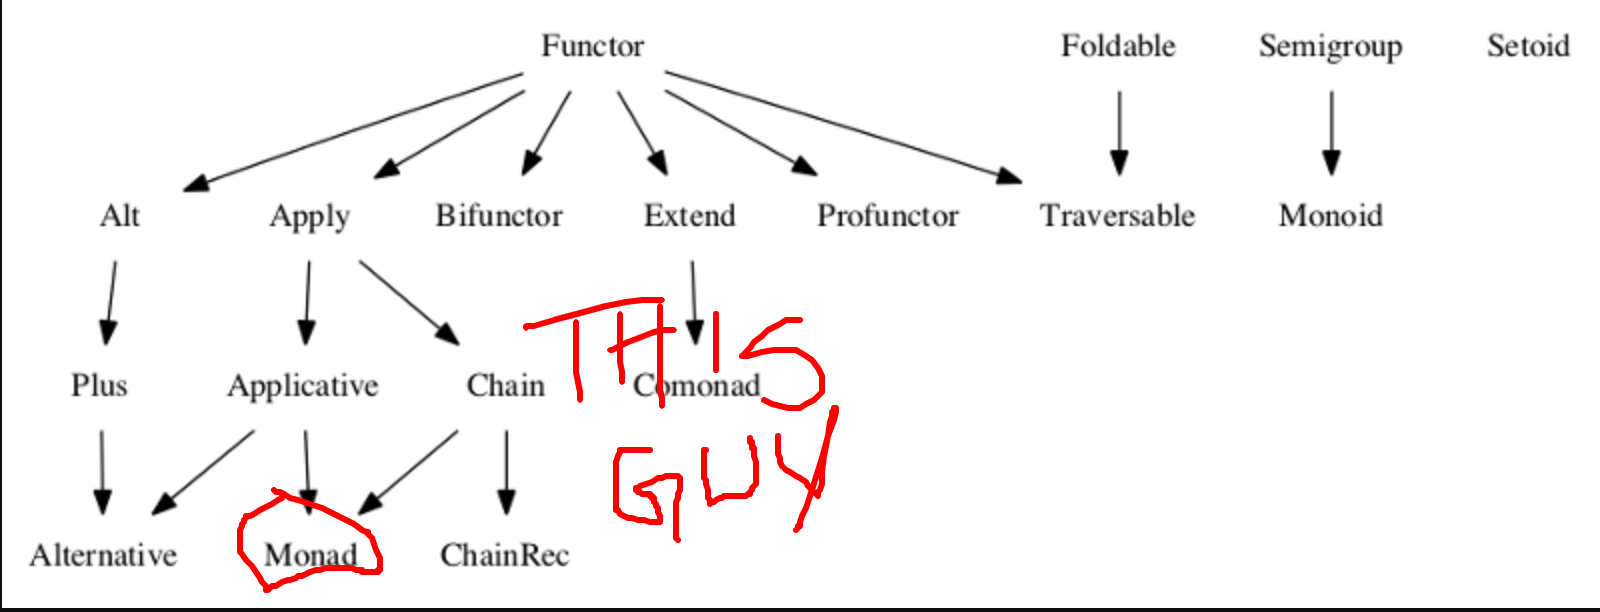 Functor Foldable Semigroup Setoid
Alt Apply Bifunctor Extend Profunctor Traversable Monoid
THIS
Plus Applicative Chain Comonad
GUY
Alternative Monad ChainRec